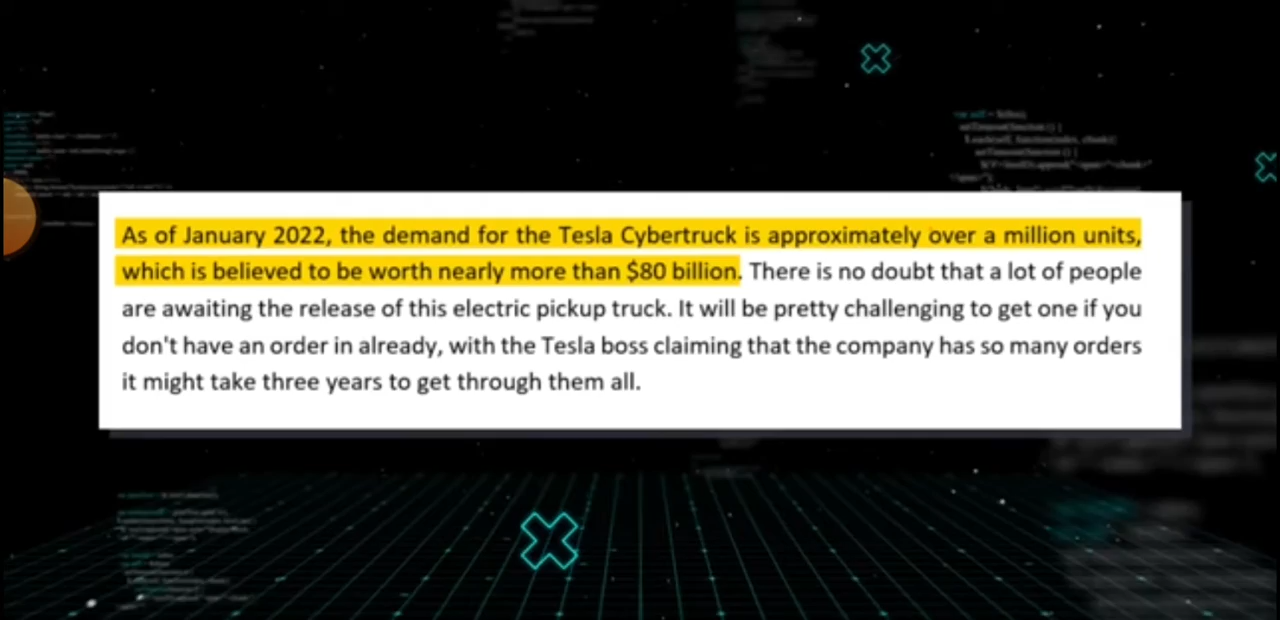 As of January 2022, the demand for the Tesla Cybertruck is approximately over a million units,
which is believed to be worth nearly more than $80 billion. There is no doubt that a lot of people
are awaiting the release of this electric pickup truck. It will be pretty challenging to get one if you
don't have an order in already, with the Tesla boss claiming that the company has so many orders
it might take three years to get through them all.